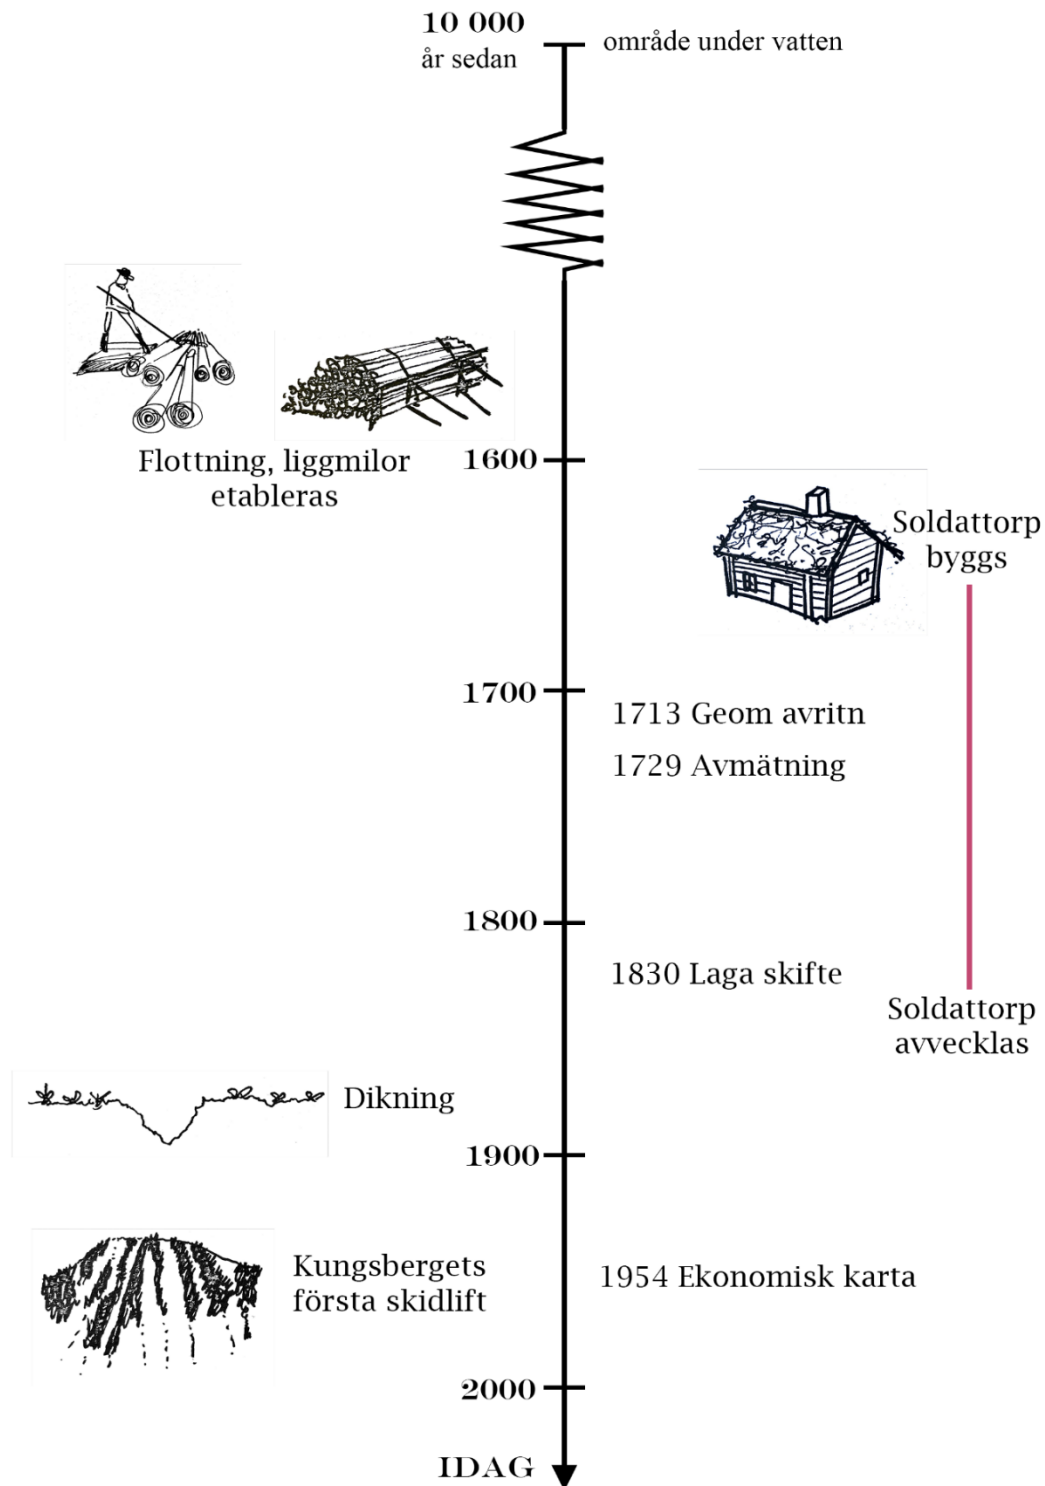 10 000
år sedan
område under vatten
Flottning, liggmilor
etableras
1600
Soldattorp
byggs
1700
1713 Geom avritn
1729 Avmätning
1800
1830 Laga skifte
Soldattorp
avvecklas
Dikning
1900
Kungsbergets
första skidlift
1954 Ekonomisk karta
2000
IDAG